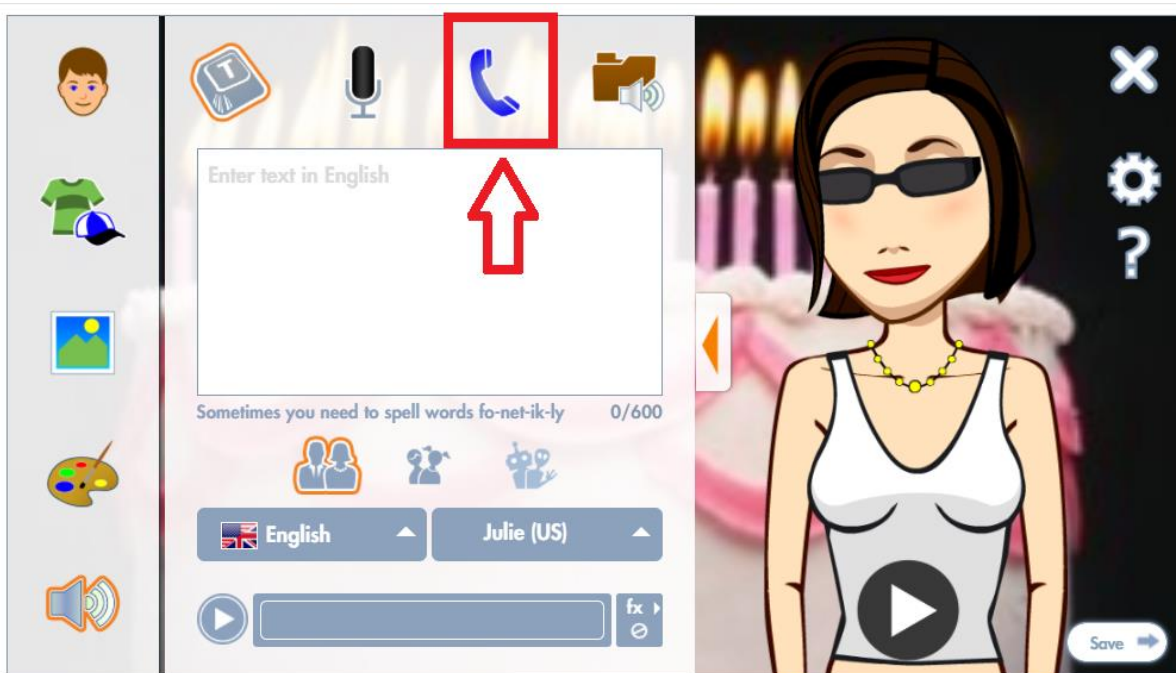 T
Enter text in English
Sometimes you need to spell words fo-net-ik-ly 0/600
English Julie (US)
fx
?
Save